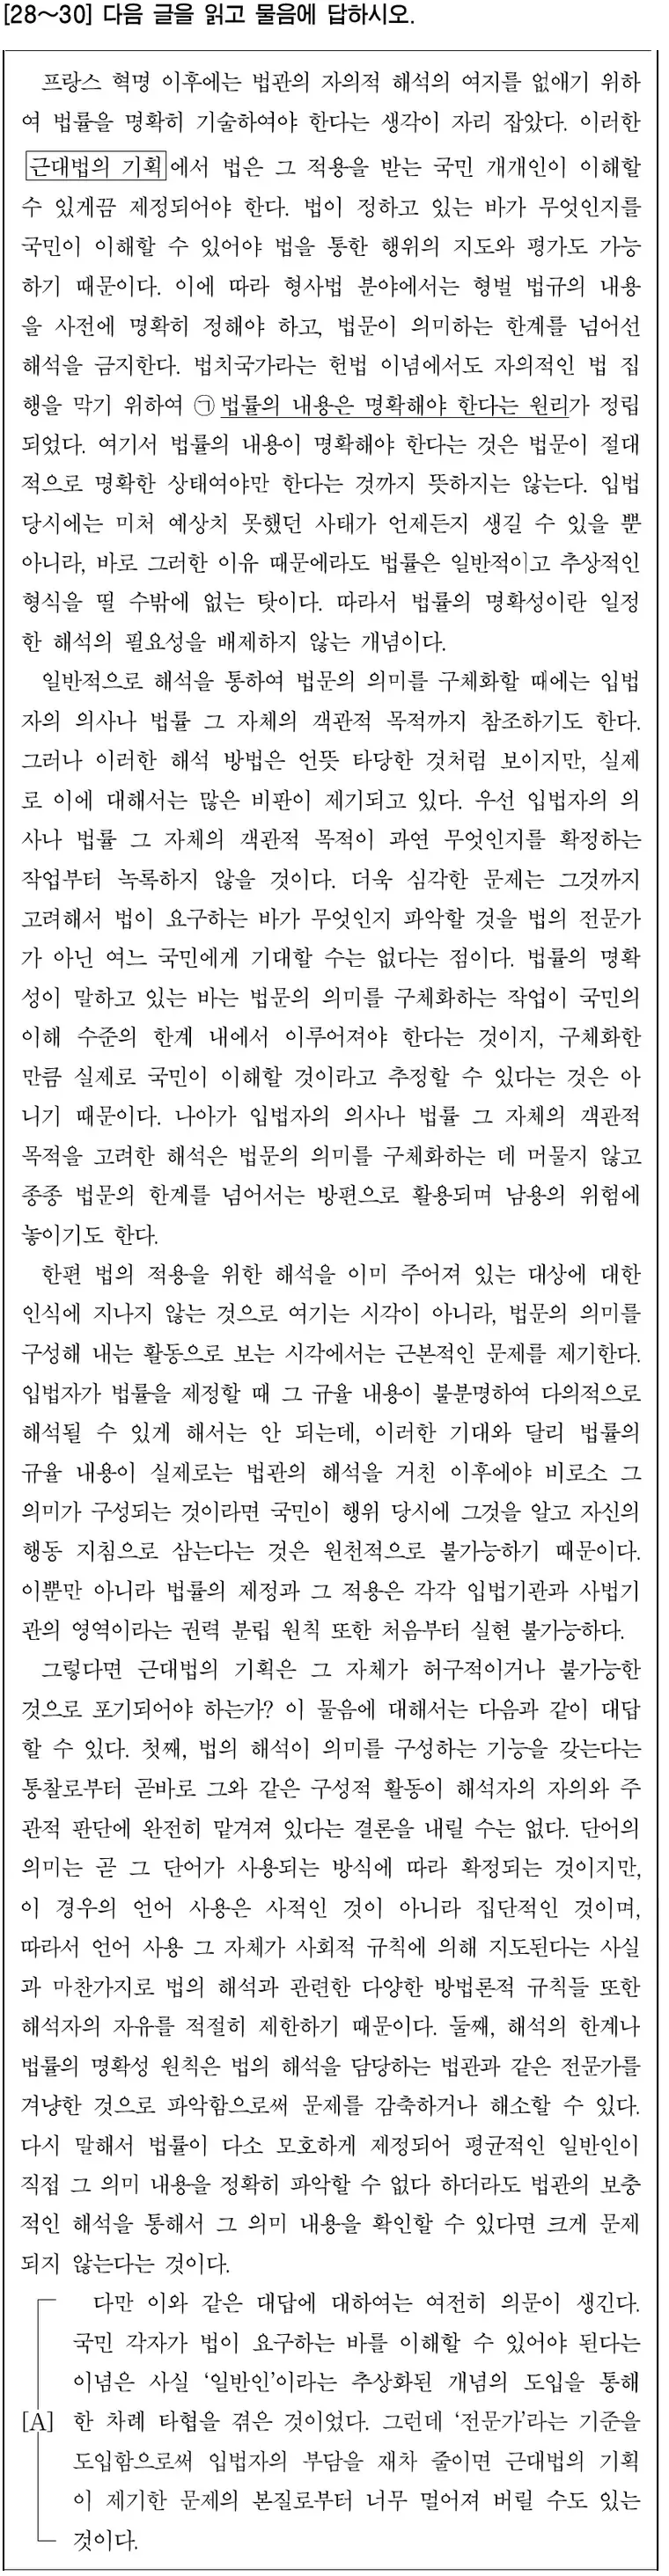 [28～30] 다음 글을 읽고 물음에 답하시오.
프랑스 혁명 이후에는 법관의 자의적 해석의 여지를 없애기 위하
여 법률을 명확히 기술하여야 한다는 생각이 자리 잡았다. 이러한
근대법의 기획에서 법은 그 적용을 받는 국민 개개인이 이해할
수 있게끔 제정되어야 한다. 법이 정하고 있는 바가 무엇인지를
국민이 이해할 수 있어야 법을 통한 행위의 지도와 평가도 가능
하기 때문이다. 이에 따라 형사법 분야에서는 형벌 법규의 내용
을 사전에 명확히 정해야 하고, 법문이 의미하는 한계를 넘어선
해석을 금지한다. 법치국가라는 헌법 이념에서도 자의적인 법 집
행을 막기 위하여 ㉠ 법률의 내용은 명확해야 한다는 원리가 정립
되었다. 여기서 법률의 내용이 명확해야 한다는 것은 법문이 절대
적으로 명확한 상태여야만 한다는 것까지 뜻하지는 않는다. 입법
당시에는 미처 예상치 못했던 사태가 언제든지 생길 수 있을 뿐
아니라, 바로 그러한 이유 때문에라도 법률은 일반적이고 추상적인
형식을 띨 수밖에 없는 탓이다. 따라서 법률의 명확성이란 일정
한 해석의 필요성을 배제하지 않는 개념이다.
일반적으로 해석을 통하여 법문의 의미를 구체화할 때에는 입법
자의 의사나 법률 그 자체의 객관적 목적까지 참조하기도 한다.
그러나 이러한 해석 방법은 언뜻 타당한 것처럼 보이지만, 실제
로 이에 대해서는 많은 비판이 제기되고 있다. 우선 입법자의 의
사나 법률 그 자체의 객관적 목적이 과연 무엇인지를 확정하는
작업부터 녹록하지 않을 것이다. 더욱 심각한 문제는 그것까지
고려해서 법이 요구하는 바가 무엇인지 파악할 것을 법의 전문가
가 아닌 여느 국민에게 기대할 수는 없다는 점이다. 법률의 명확
성이 말하고 있는 바는 법문의 의미를 구체화하는 작업이 국민의
이해 수준의 한계 내에서 이루어져야 한다는 것이지, 구체화한
만큼 실제로 국민이 이해할 것이라고 추정할 수 있다는 것은 아
니기 때문이다. 나아가 입법자의 의사나 법률 그 자체의 객관적
목적을 고려한 해석은 법문의 의미를 구체화하는 데 머물지 않고
종종 법문의 한계를 넘어서는 방편으로 활용되며 남용의 위험에
놓이기도 한다.
한편 법의 적용을 위한 해석을 이미 주어져 있는 대상에 대한
인식에 지나지 않는 것으로 여기는 시각이 아니라, 법문의 의미를
구성해 내는 활동으로 보는 시각에서는 근본적인 문제를 제기한다.
입법자가 법률을 제정할 때 그 규율 내용이 불분명하여 다의적으로
해석될 수 있게 해서는 안 되는데, 이러한 기대와 달리 법률의
규율 내용이 실제로는 법관의 해석을 거친 이후에야 비로소 그
의미가 구성되는 것이라면 국민이 행위 당시에 그것을 알고 자신의
행동 지침으로 삼는다는 것은 원천적으로 불가능하기 때문이다.
이뿐만 아니라 법률의 제정과 그 적용은 각각 입법기관과 사법기
관의 영역이라는 권력 분립 원칙 또한 처음부터 실현 불가능하다.
그렇다면 근대법의 기획은 그 자체가 허구적이거나 불가능한
것으로 포기되어야 하는가? 이 물음에 대해서는 다음과 같이 대답
할 수 있다. 첫째, 법의 해석이 의미를 구성하는 기능을 갖는다는
통찰로부터 곧바로 그와 같은 구성적 활동이 해석자의 자의와 주
관적 판단에 완전히 맡겨져 있다는 결론을 내릴 수는 없다. 단어의
의미는 곧 그 단어가 사용되는 방식에 따라 확정되는 것이지만,
이 경우의 언어 사용은 사적인 것이 아니라 집단적인 것이며,
따라서 언어 사용 그 자체가 사회적 규칙에 의해 지도된다는 사실
과 마찬가지로 법의 해석과 관련한 다양한 방법론적 규칙들 또한
해석자의 자유를 적절히 제한하기 때문이다. 둘째, 해석의 한계나
법률의 명확성 원칙은 법의 해석을 담당하는 법관과 같은 전문가를
겨냥한 것으로 파악함으로써 문제를 감축하거나 해소할 수 있다.
다시 말해서 법률이 다소 모호하게 제정되어 평균적인 일반인이
직접 그 의미 내용을 정확히 파악할 수 없다 하더라도 법관의 보충
적인 해석을 통해서 그 의미 내용을 확인할 수 있다면 크게 문제
되지 않는다는 것이다.
다만 이와 같은 대답에 대하여는 여전히 의문이 생긴다.
국민 각자가 법이 요구하는 바를 이해할 수 있어야 된다는
이념은 사실 ‘일반인’이라는 추상화된 개념의 도입을 통해
[A] 한 차례 타협을 겪은 것이었다. 그런데 ‘전문가’라는 기준을
도입함으로써 입법자의 부담을 재차 줄이면 근대법의 기획
이 제기한 문제의 본질로부터 너무 멀어져 버릴 수도 있는
것이다.